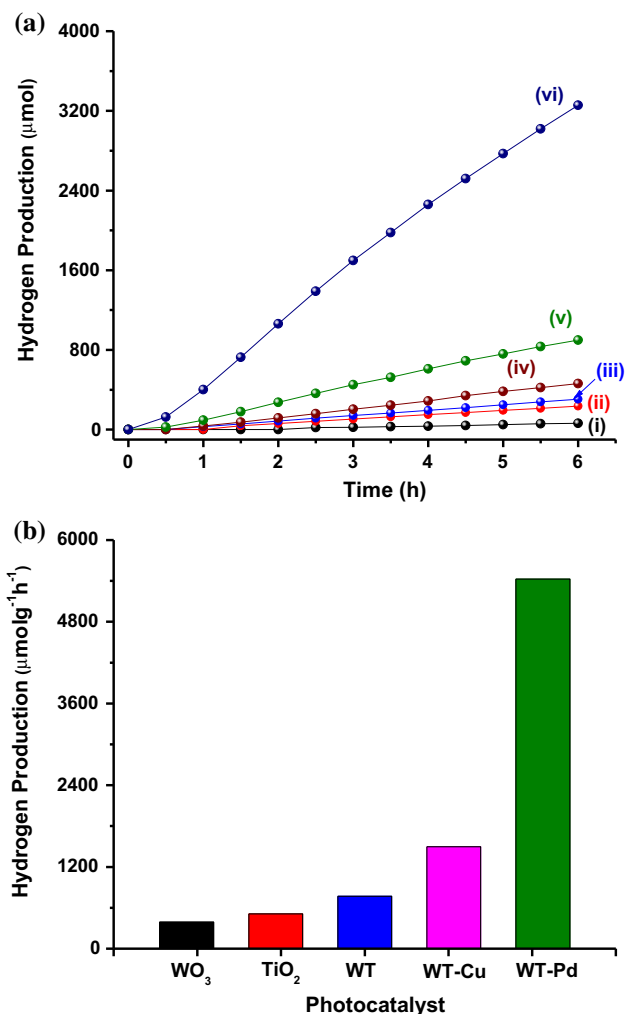 (a)
4000
3200
2400
1600
800
0
Hydrogen Production (μmol)
(vi)
(v)
(iv)
(iii)
(ii)
(i)
0 1 2 3 4 5 6
Time (h)
(b)
6000
4800
3600
2400
1200
0
Hydrogen Production (μmolg⁻¹h⁻¹)
WO₃ TiO₂ WT WT-Cu WT-Pd
Photocatalyst